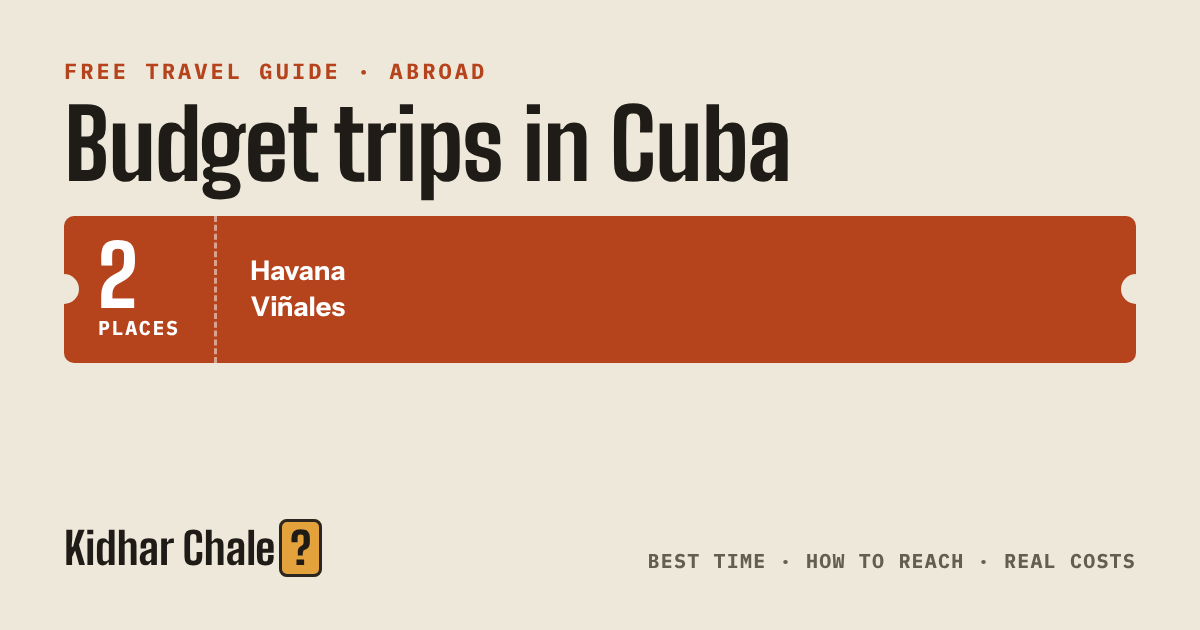 FREE TRAVEL GUIDE · ABROAD
Budget trips in Cuba
2
PLACES
Havana
Viñales
Kidhar Chale ?
BEST TIME · HOW TO REACH · REAL COSTS